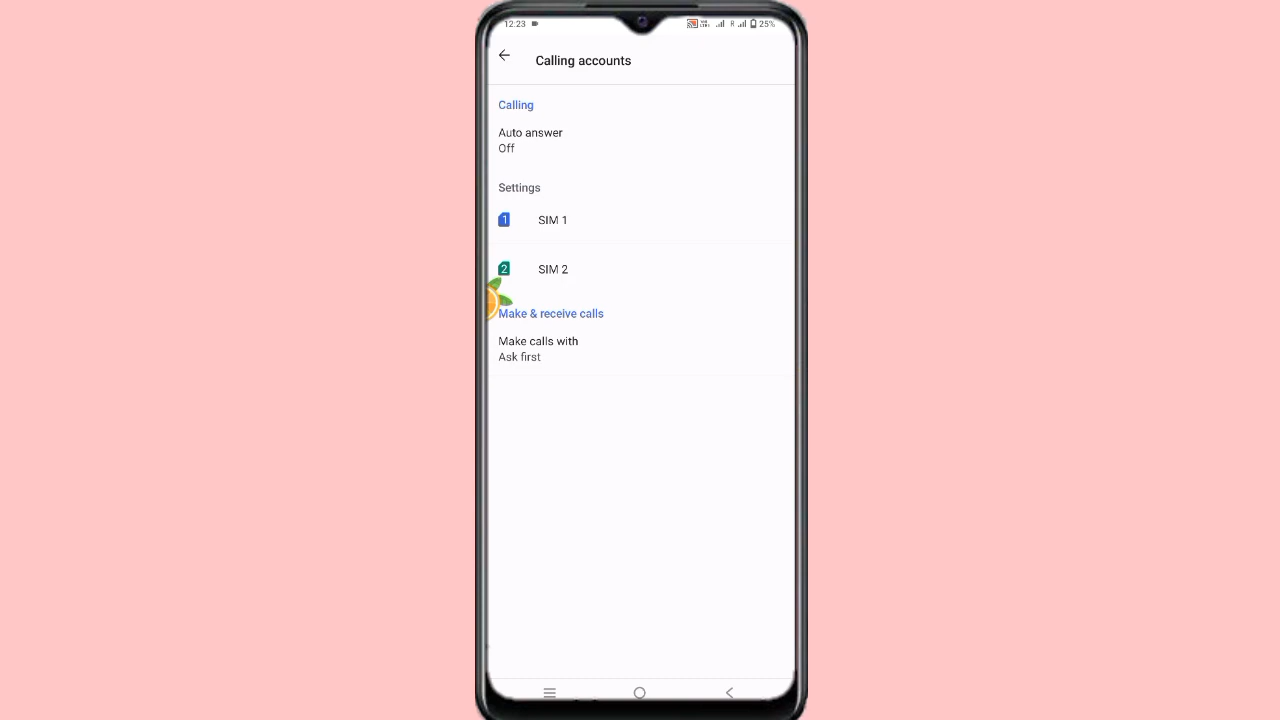 12.23 25%
Calling accounts
Calling
Auto answer
Off
Settings
1 SIM 1
2 SIM 2
Make & receive calls
Make calls with
Ask first